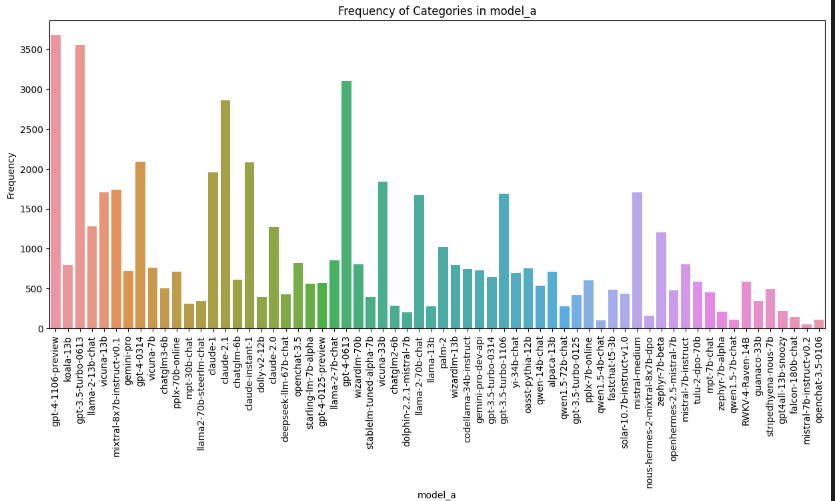 Frequency of Categories in model_a
Frequency
3500
3000
2500
2000
1500
1000
500
0
gpt-4-1106-preview
koala-13b
gpt-3.5-turbo-0613
llama-2-13b-chat
vicuna-13b
mixtral-8x7b-instruct-v0.1
gemini-pro
gpt-4-0314
vicuna-7b
chatglm3-6b
pplx-70b-online
mpt-30b-chat
llama2-70b-steerlm-chat
claude-1
claude-2.1
chatglm-6b
claude-instant-1
dolly-v2-12b
claude-2.0
deepseek-llm-67b-chat
openchat-3.5
starling-lm-7b-alpha
gpt-4-0125-preview
llama-2-7b-chat
gpt-4-0613
wizardlm-70b
stablelm-tuned-alpha-7b
vicuna-33b
chatglm2-6b
dolphin-2.2.1-mistral-7b
llama-2-70b-chat
llama-13b
palm-2
wizardlm-13b
codellama-34b-instruct
gemini-pro-dev-api
gpt-3.5-turbo-0314
gpt-3.5-turbo-1106
yi-34b-chat
oasst-pythia-12b
qwen-14b-chat
alpaca-13b
qwen1.5-72b-chat
gpt-3.5-turbo-0125
pplx-7b-online
qwen1.5-4b-chat
fastchat-t5-3b
solar-10.7b-instruct-v1.0
mistral-medium
nous-hermes-2-mixtral-8x7b-dpo
zephyr-7b-beta
openhermes-2.5-mistral-7b
mistral-7b-instruct
tulu-2-dpo-70b
mpt-7b-chat
zephyr-7b-alpha
qwen1.5-7b-chat
RWKV-4-Raven-14B
guanaco-33b
stripedhyena-nous-7b
gpt4all-13b-snoozy
falcon-180b-chat
mistral-7b-instruct-v0.2
openchat-3.5-0106
model_a